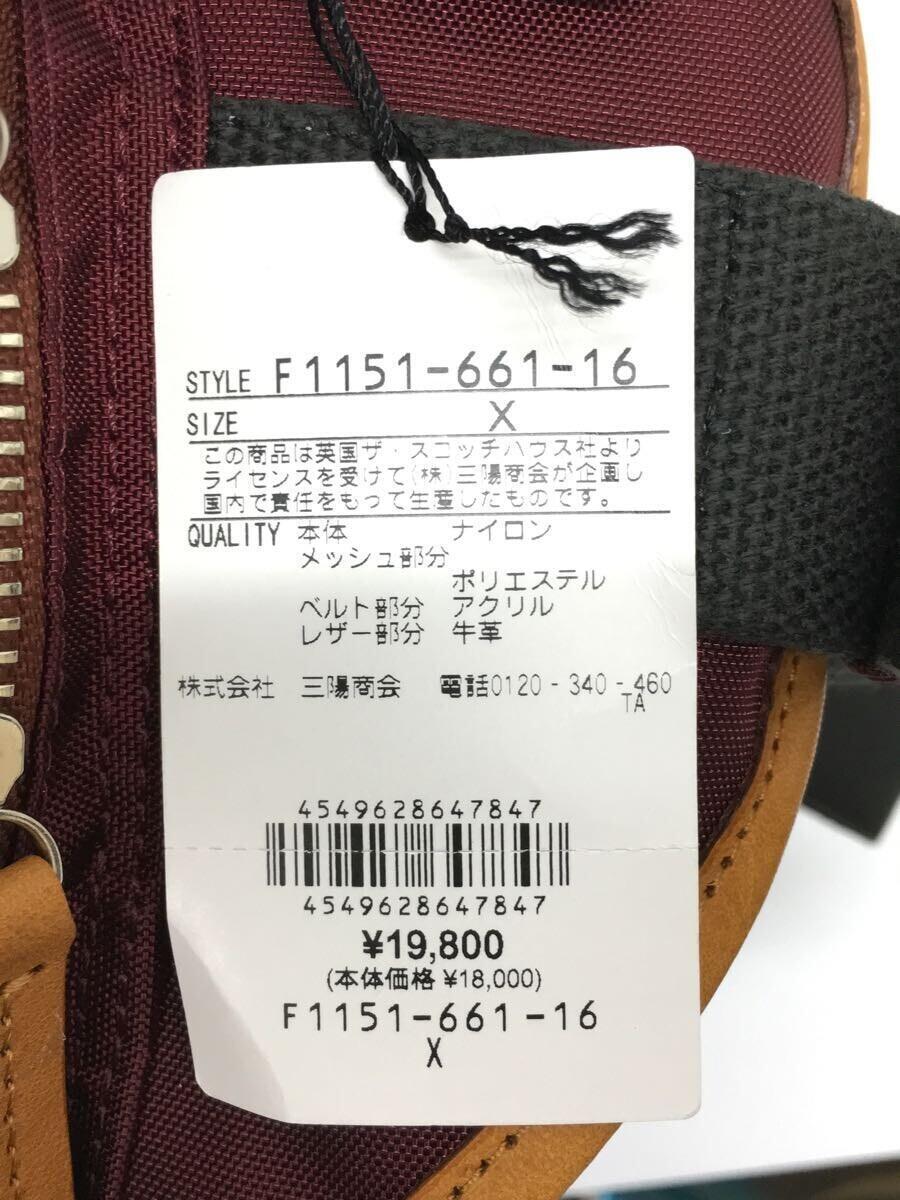 STYLE F1151-661-16
SIZE X
この商品は英国ザ・スコッチハウス社より
ライセンスを受けて(株)三陽商会が企画し
国内で責任をもって生産したものです。
QUALITY 本体 ナイロン
メッシュ部分
ポリエステル
ベルト部分 アクリル
レザー部分 牛革
株式会社 三陽商会 電話0120-340-460
TA
4549628647847
4549628647847
¥19,800
(本体価格 ¥18,000)
F1151-661-16
X